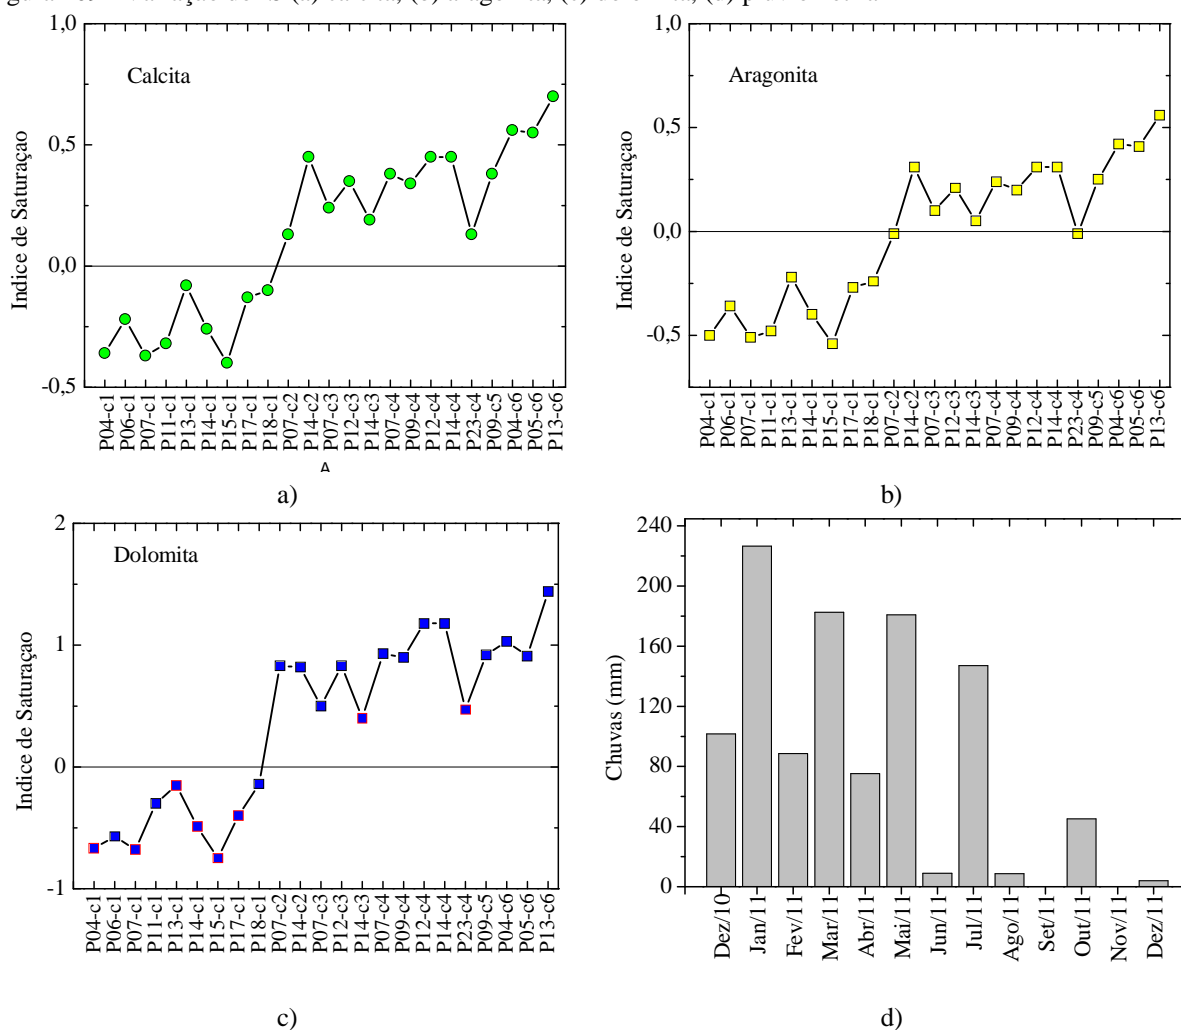 1,0
Calcita
0,5
0,0
-0,5
Indice de Saturaçao
P04-c1
P06-c1
P07-c1
P11-c1
P13-c1
P14-c1
P15-c1
P17-c1
P18-c1
P07-c2
P14-c2
P07-c3
P12-c3
P14-c3
P07-c4
P09-c4
P12-c4
P14-c4
P23-c4
P09-c5
P04-c6
P05-c6
P13-c6
A
a)
1,0
Aragonita
0,5
0,0
-0,5
Indice de Saturaçao
P04-c1
P06-c1
P07-c1
P11-c1
P13-c1
P14-c1
P15-c1
P17-c1
P18-c1
P07-c2
P14-c2
P07-c3
P12-c3
P14-c3
P07-c4
P09-c4
P12-c4
P14-c4
P23-c4
P09-c5
P04-c6
P05-c6
P13-c6
b)
2
Dolomita
1
0
-1
Indice de Saturaçao
P04-c1
P06-c1
P07-c1
P11-c1
P13-c1
P14-c1
P15-c1
P17-c1
P18-c1
P07-c2
P14-c2
P07-c3
P12-c3
P14-c3
P07-c4
P09-c4
P12-c4
P14-c4
P23-c4
P09-c5
P04-c6
P05-c6
P13-c6
c)
240
200
160
120
80
40
0
Chuvas (mm)
Dez/10
Jan/11
Fev/11
Mar/11
Abr/11
Mai/11
Jun/11
Jul/11
Ago/11
Set/11
Out/11
Nov/11
Dez/11
d)